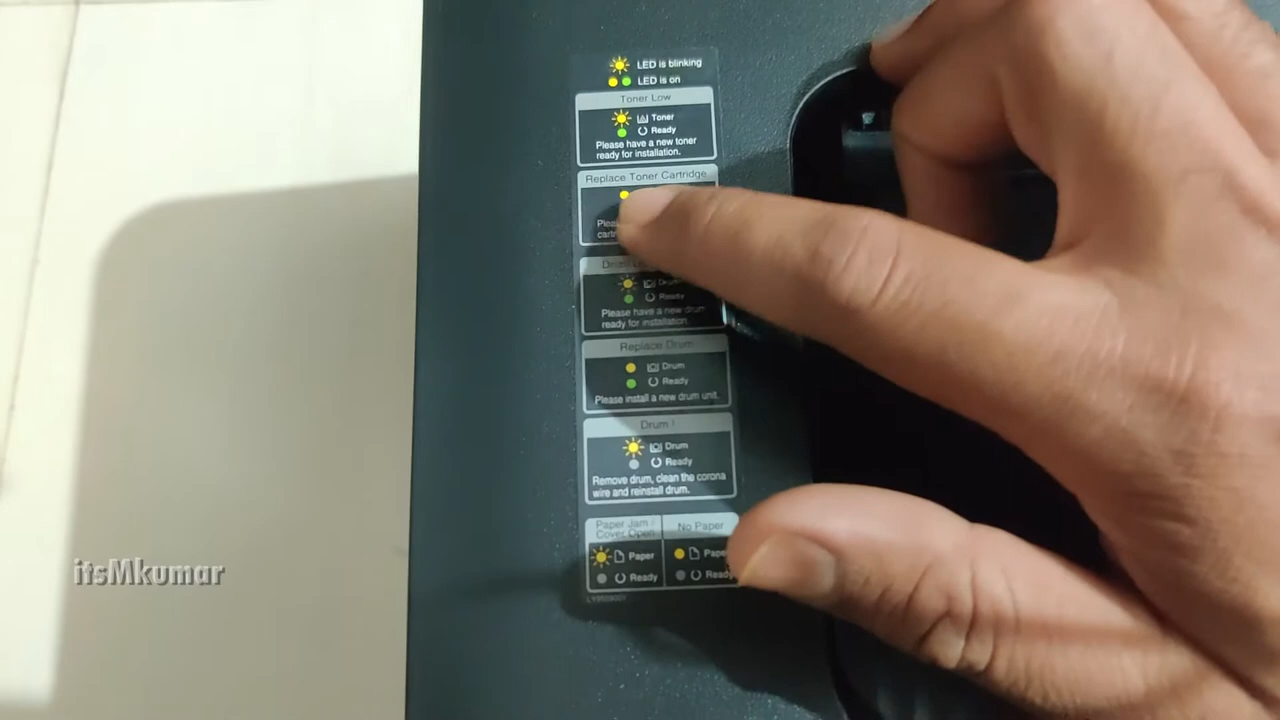 LED is blinking
LED is on
Toner Low
Toner
Ready
Please have a new toner
ready for installation.
Replace Toner Cartridge
Drum
Ready
Please have a new drum
ready for installation.
Replace Drum
Drum
Ready
Please install a new drum unit.
Drum !
Drum
Ready
Remove drum, clean the corona
wire and reinstall drum.
Paper Jam /
Cover Open
Paper
Ready
No Paper
Paper
Ready
itsMkumar